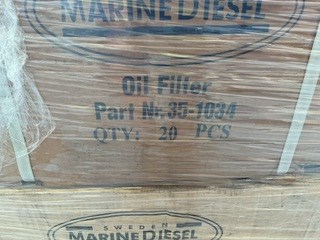 MARINE DIESEL
Oil Filter
Part Nr. 35-1034
QTY: 20 PCS
SWEDEN
MARINE DIESEL